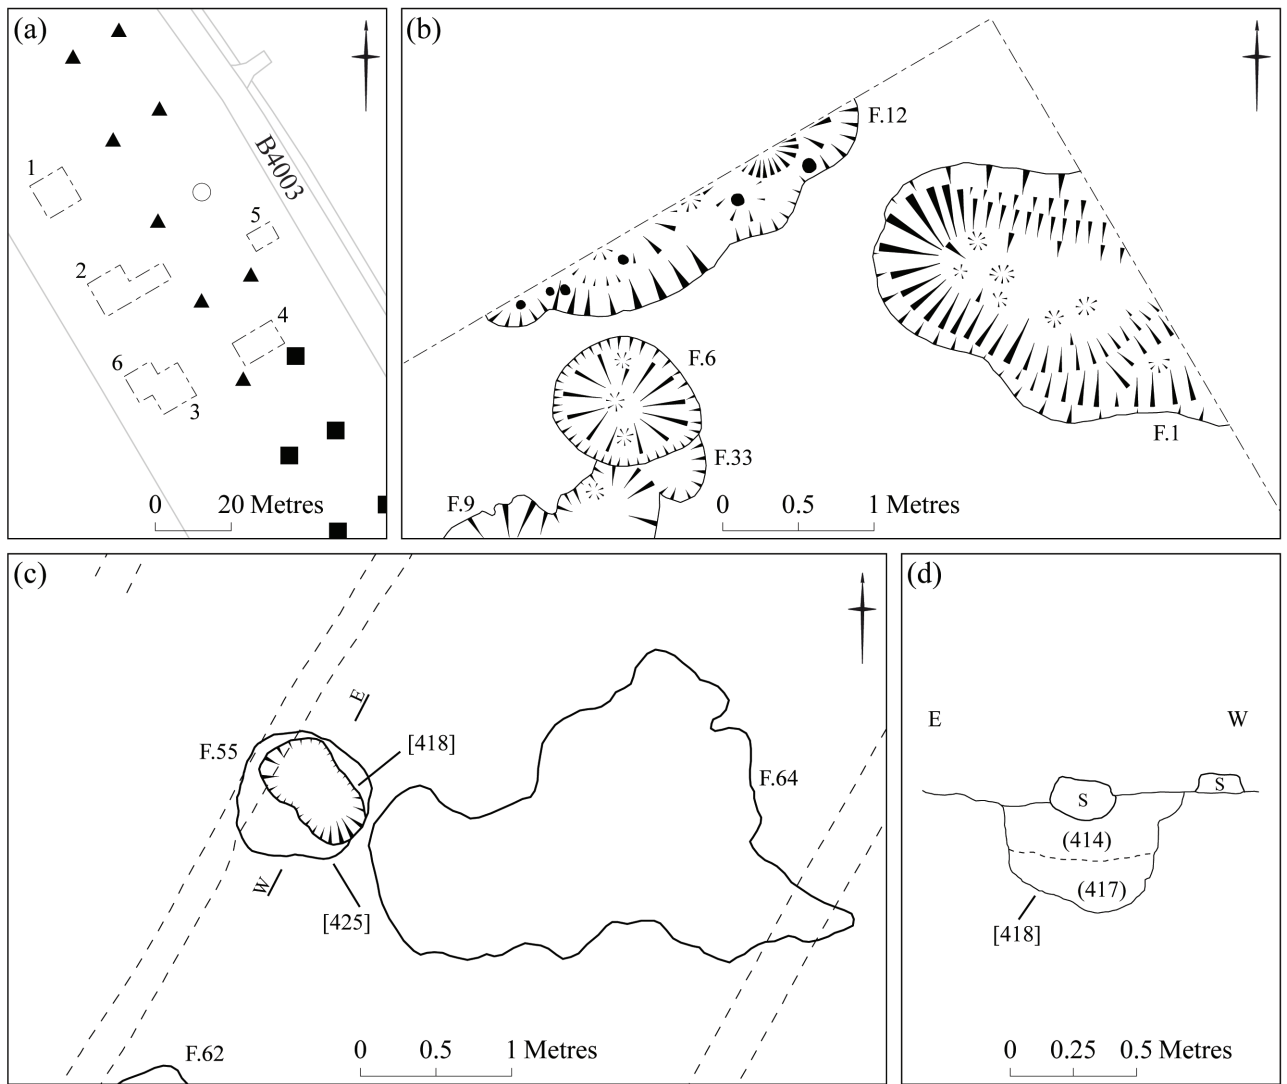 (a)
B4003
1
5
2
4
6
3
0 20 Metres
(b)
F.12
F.6
F.1
F.33
F.9
0 0.5 1 Metres
(c)
E
F.55
[418]
F.64
W
[425]
F.62
0 0.5 1 Metres
(d)
E W
S
S
(414)
(417)
[418]
0 0.25 0.5 Metres